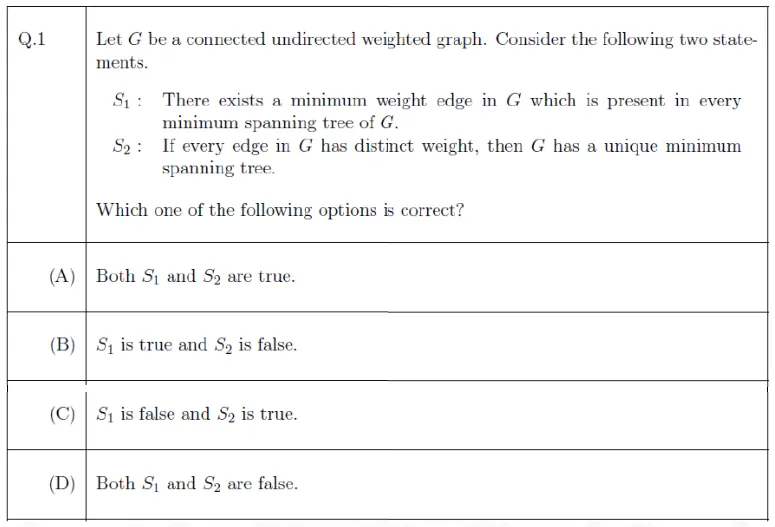 Q.1 Let G be a connected undirected weighted graph. Consider the following two state-
ments.
S₁ : There exists a minimum weight edge in G which is present in every
minimum spanning tree of G.
S₂ : If every edge in G has distinct weight, then G has a unique minimum
spanning tree.
Which one of the following options is correct?
(A) Both S₁ and S₂ are true.
(B) S₁ is true and S₂ is false.
(C) S₁ is false and S₂ is true.
(D) Both S₁ and S₂ are false.